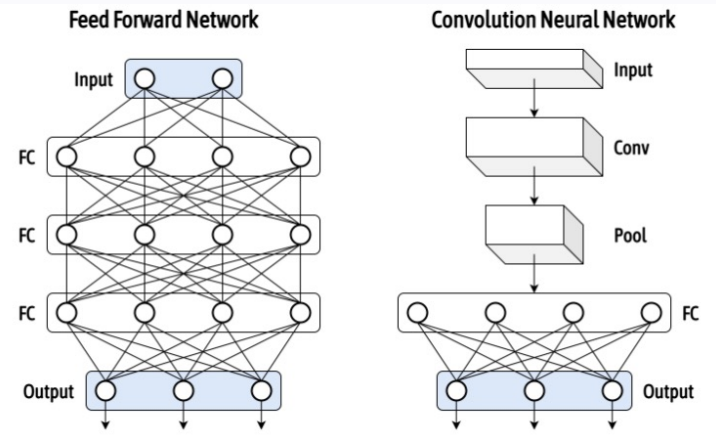 Feed Forward Network
Input
FC
FC
FC
Output
Convolution Neural Network
Input
Conv
Pool
FC
Output